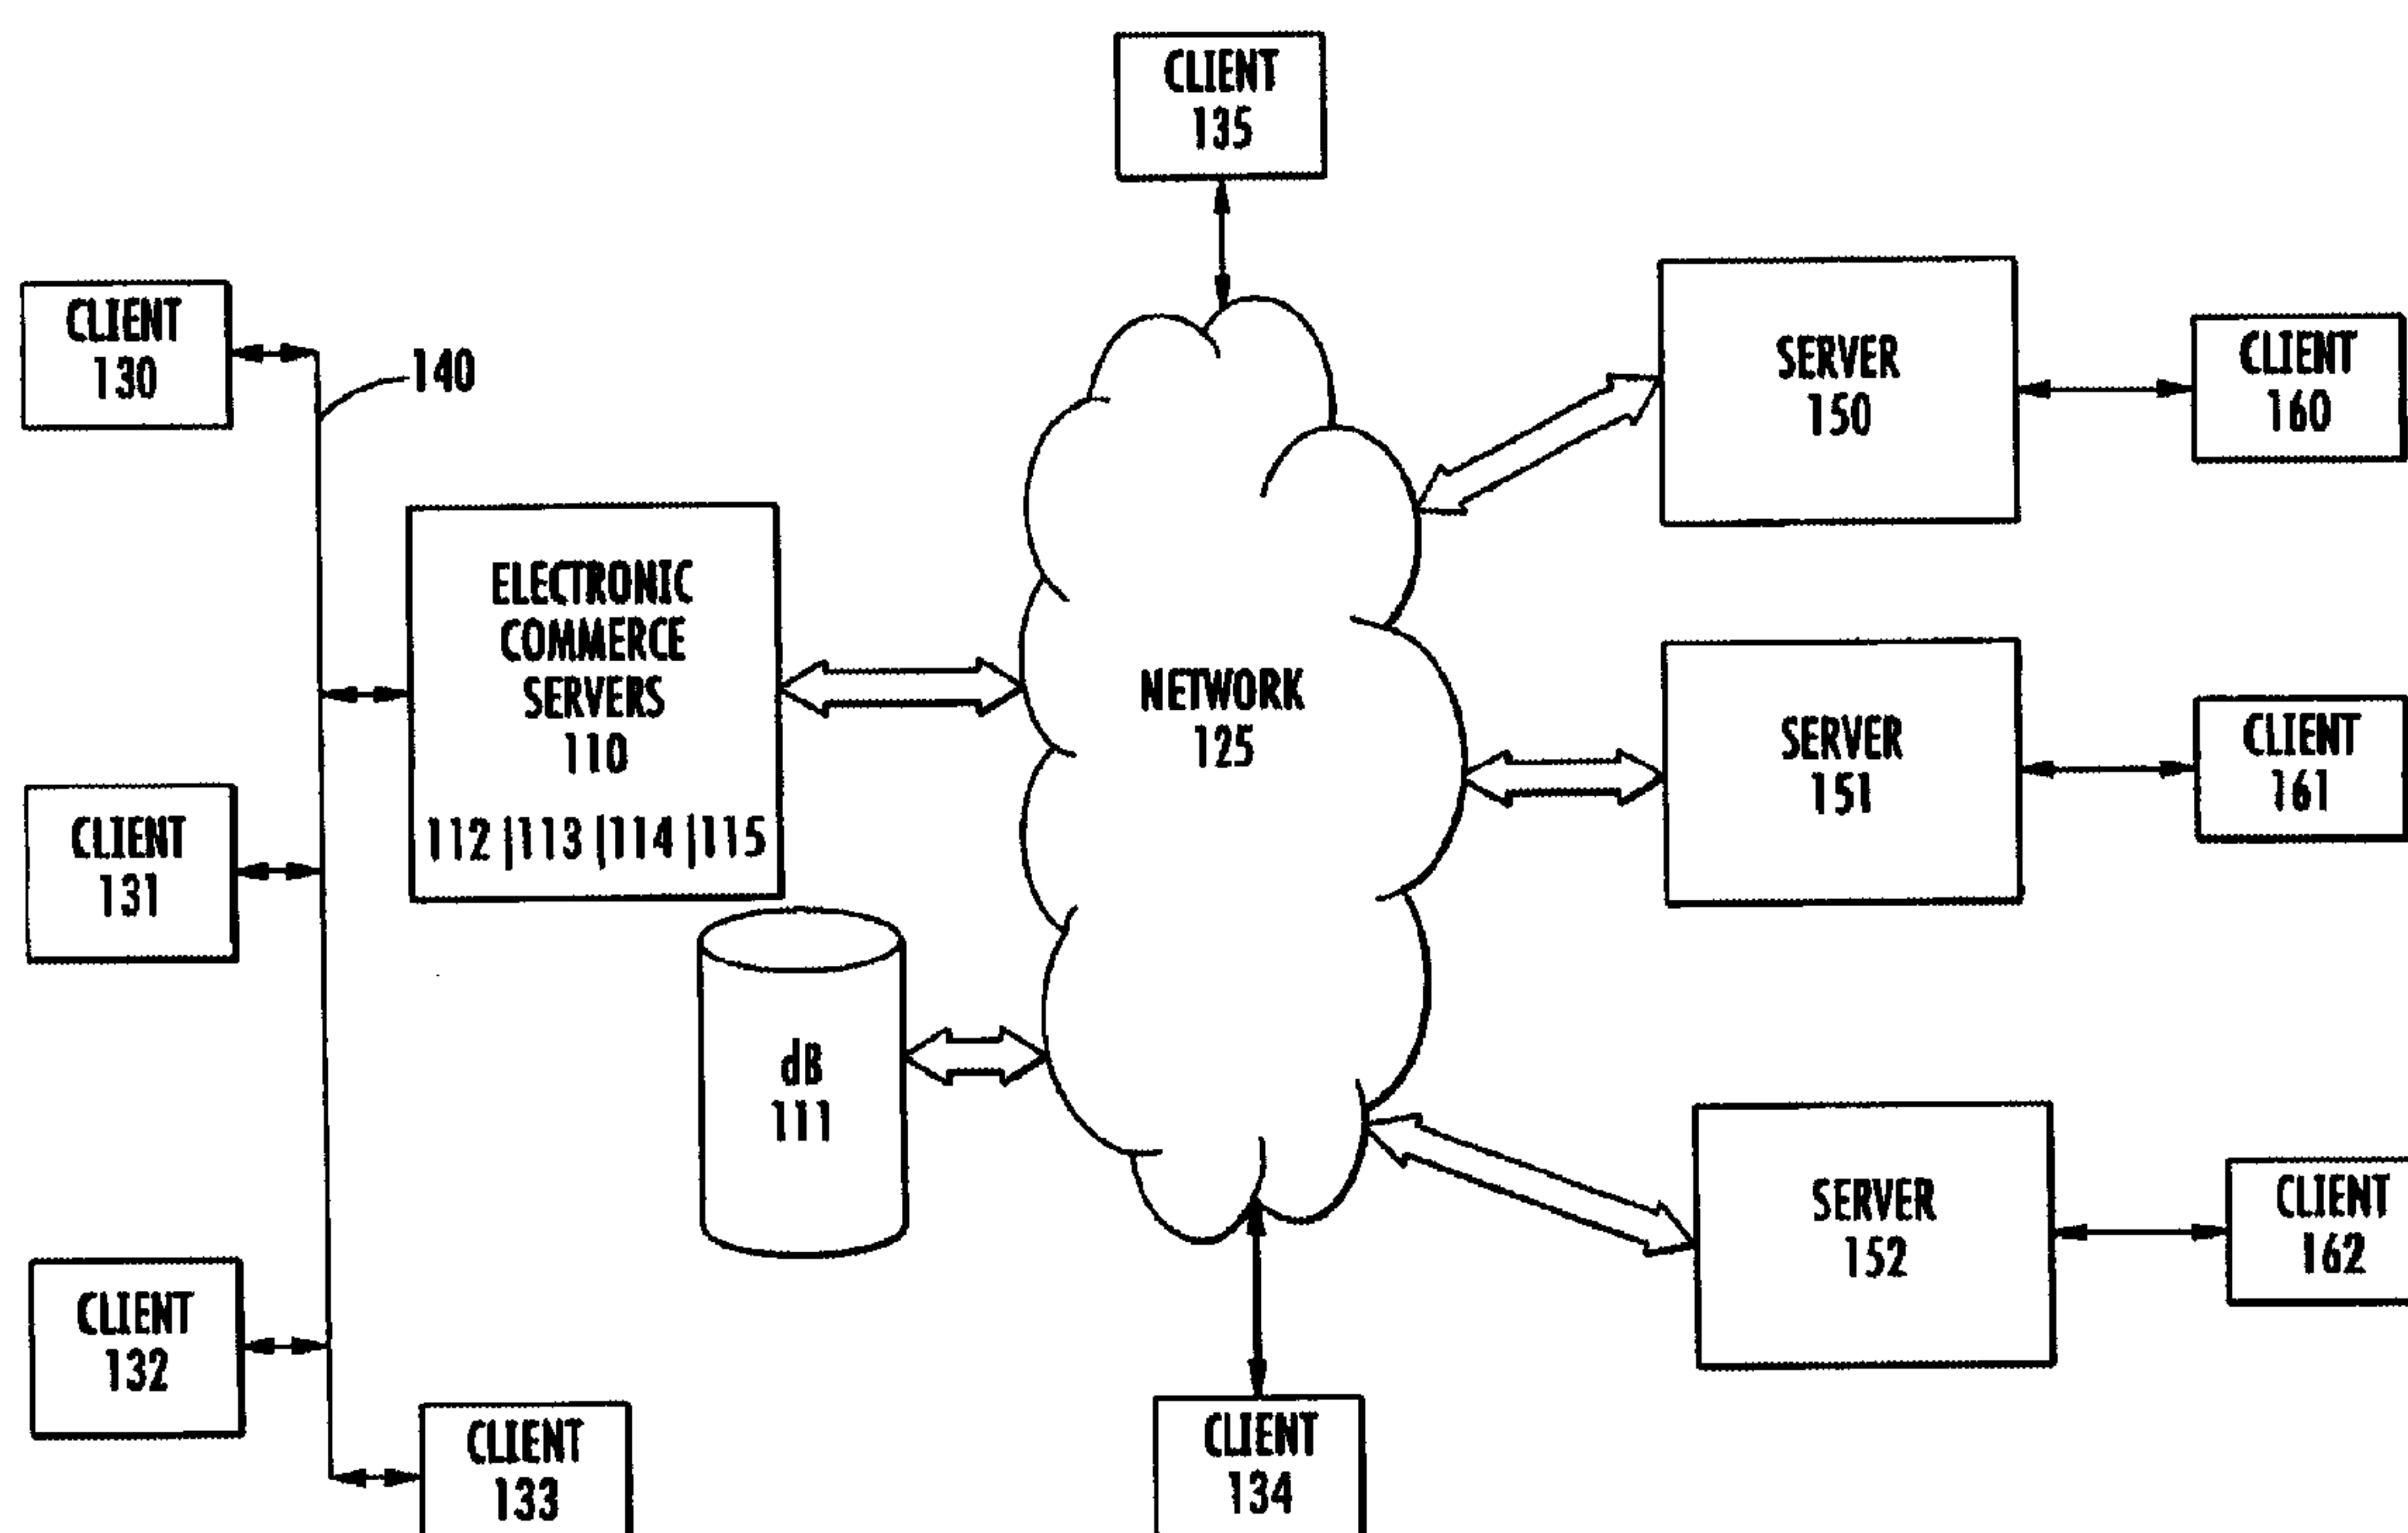 CLIENT
135
CLIENT
130
140
SERVER
150
CLIENT
160
ELECTRONIC
COMMERCE
SERVERS
110
112 |113 |114 |115
NETWORK
125
SERVER
151
CLIENT
161
CLIENT
131
dB
111
SERVER
152
CLIENT
162
CLIENT
132
CLIENT
133
CLIENT
134